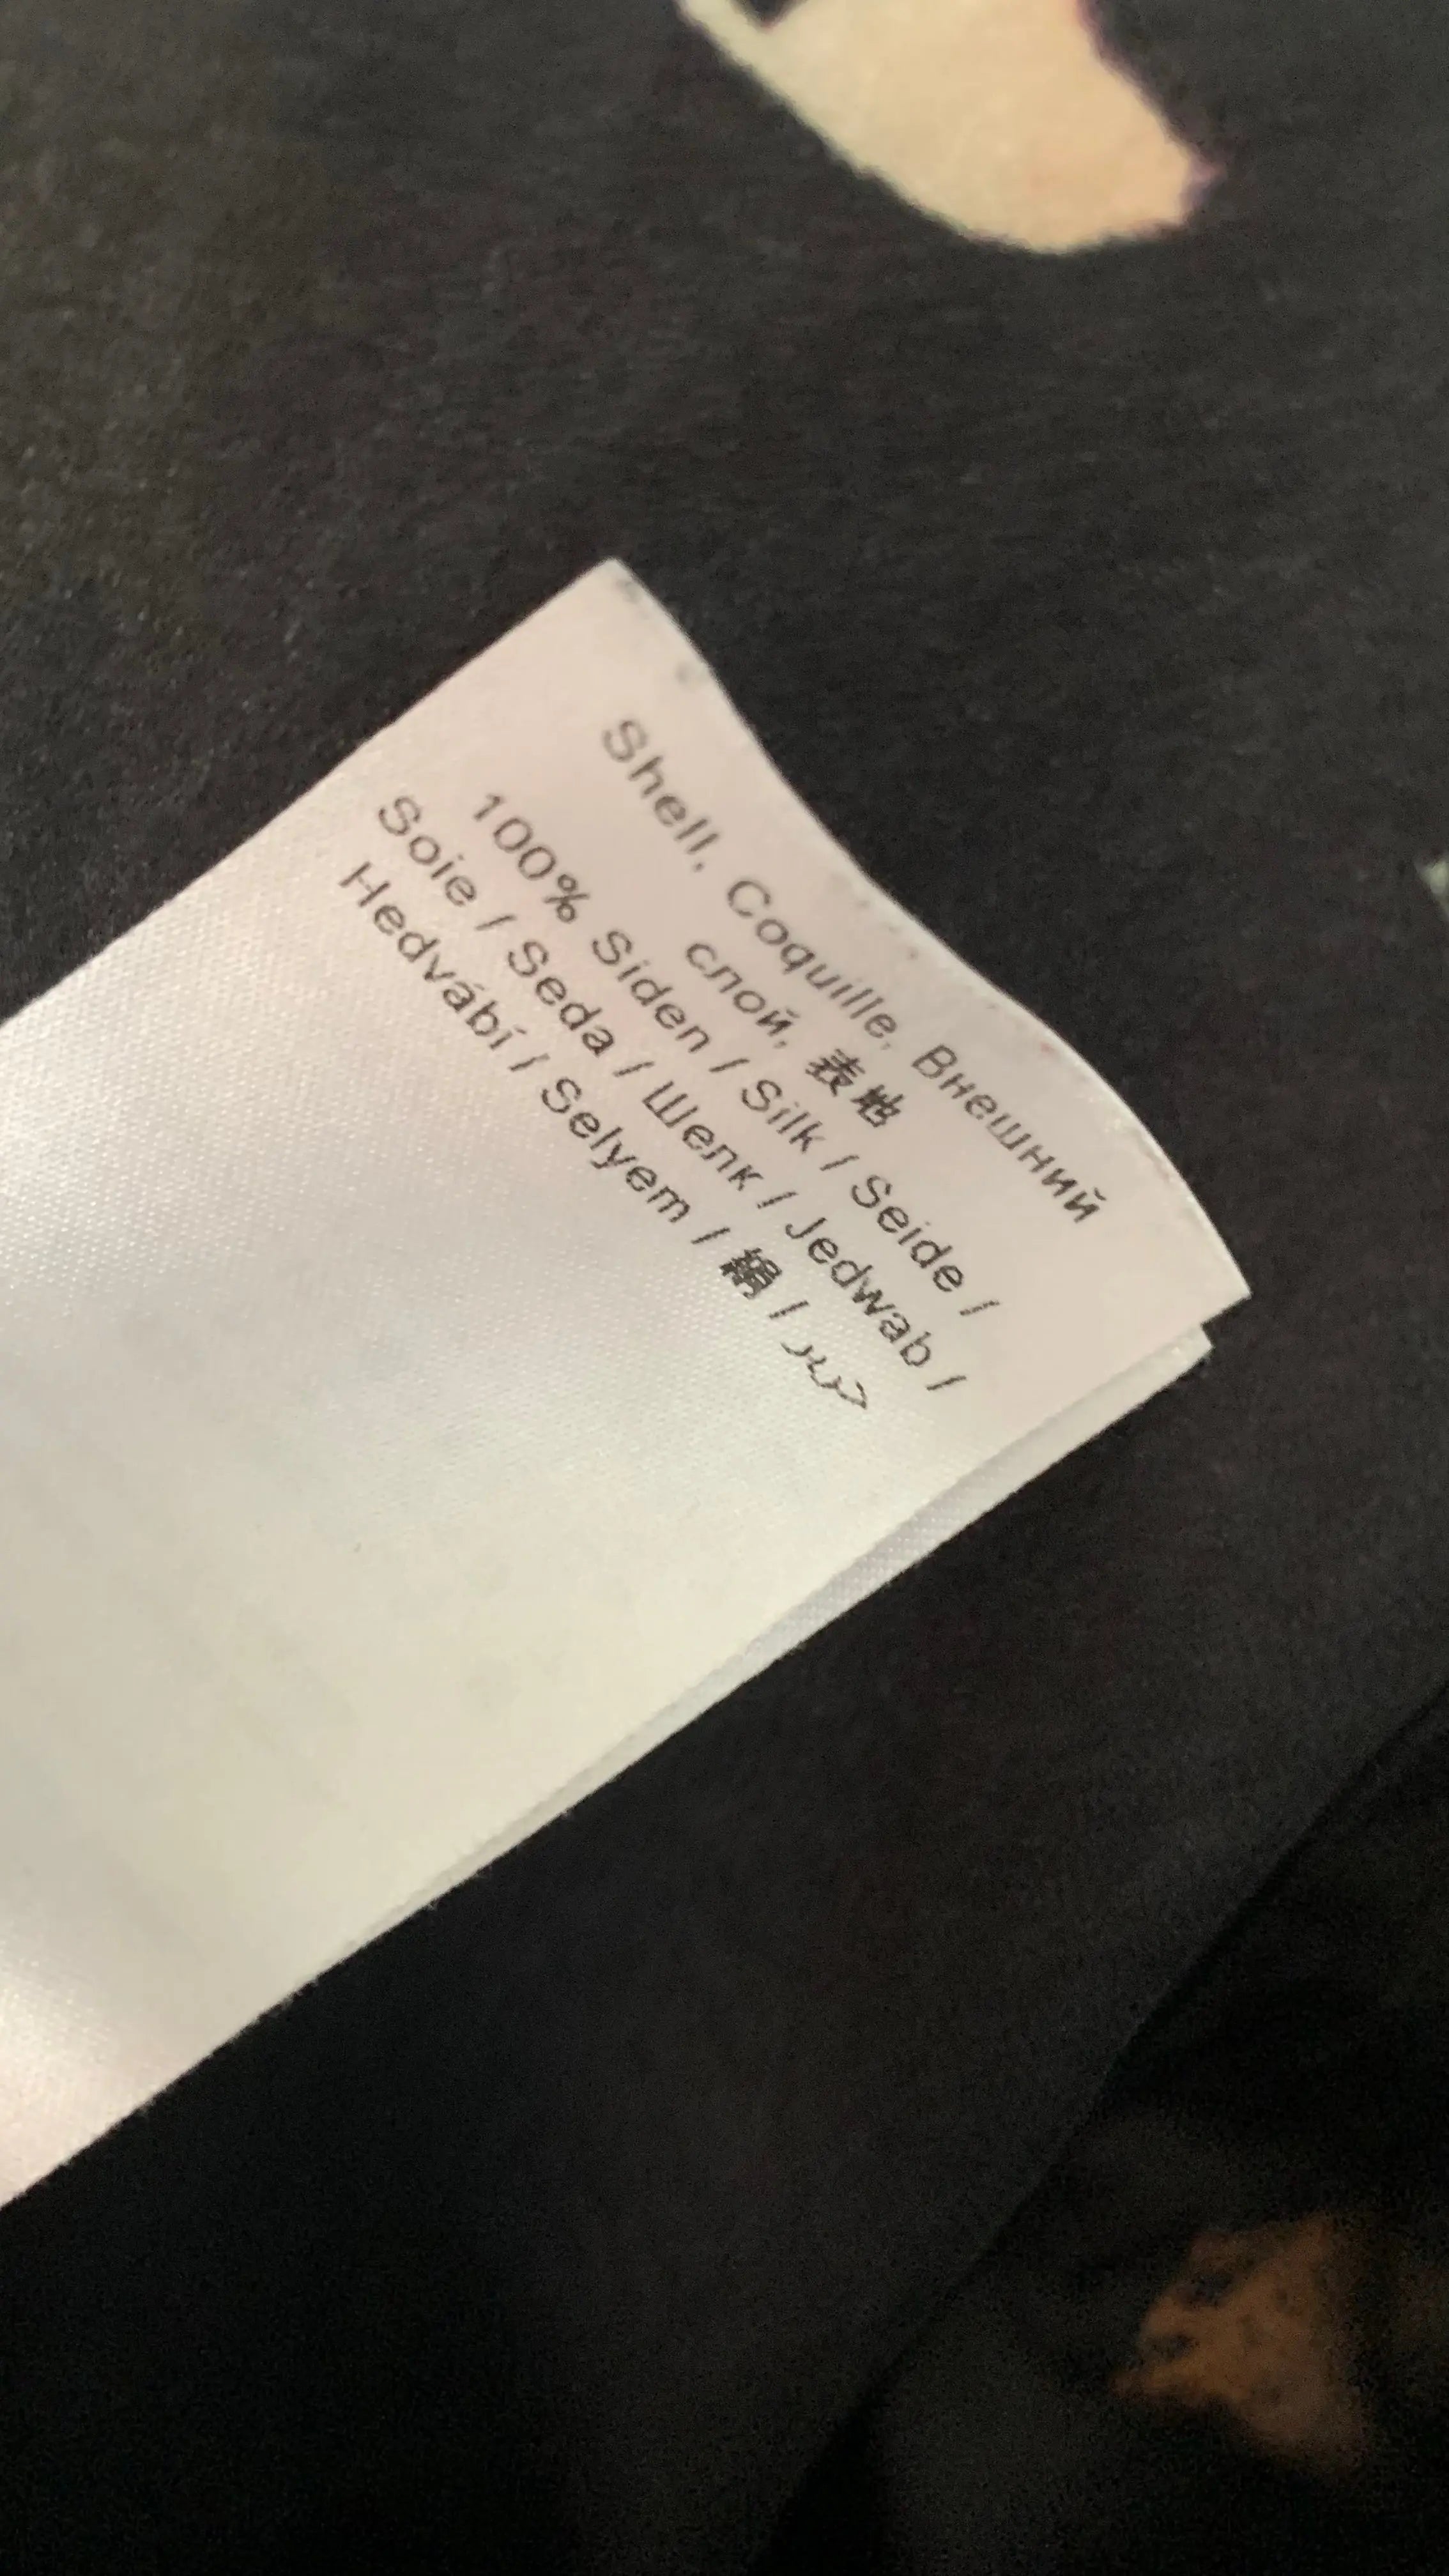 Shell, Coquille, Внешний
слой, 表地
100% Siden / Silk / Seide /
Soie / Seda / Шелк / Jedwab /
Hedvábí / Selyem / 絹 / حرير